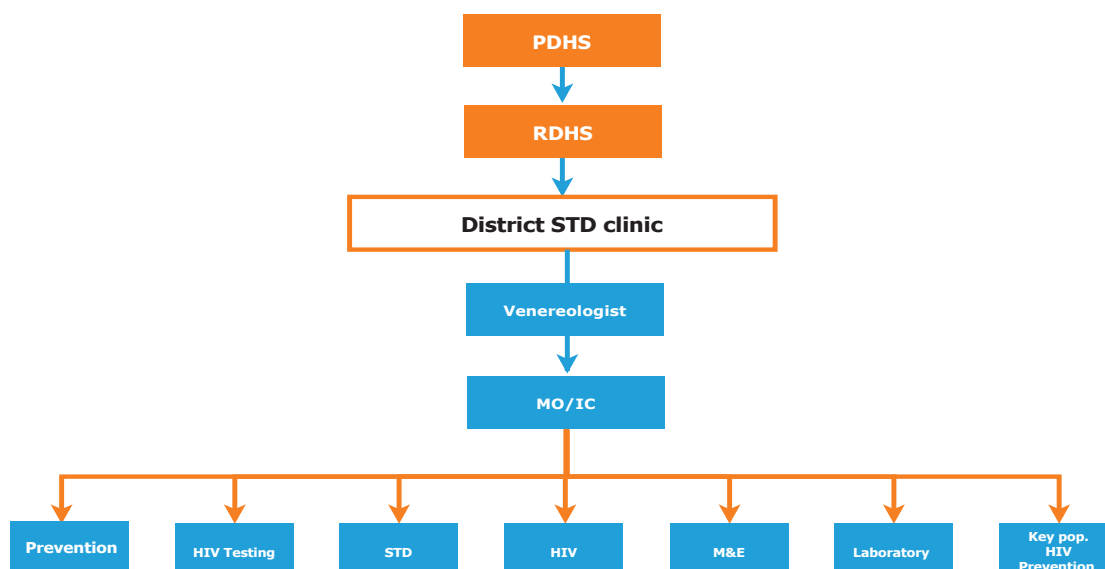 PDHS
RDHS
District STD clinic
Venereologist
MO/IC
Prevention
HIV Testing
STD
HIV
M&E
Laboratory
Key pop.
HIV
Prevention